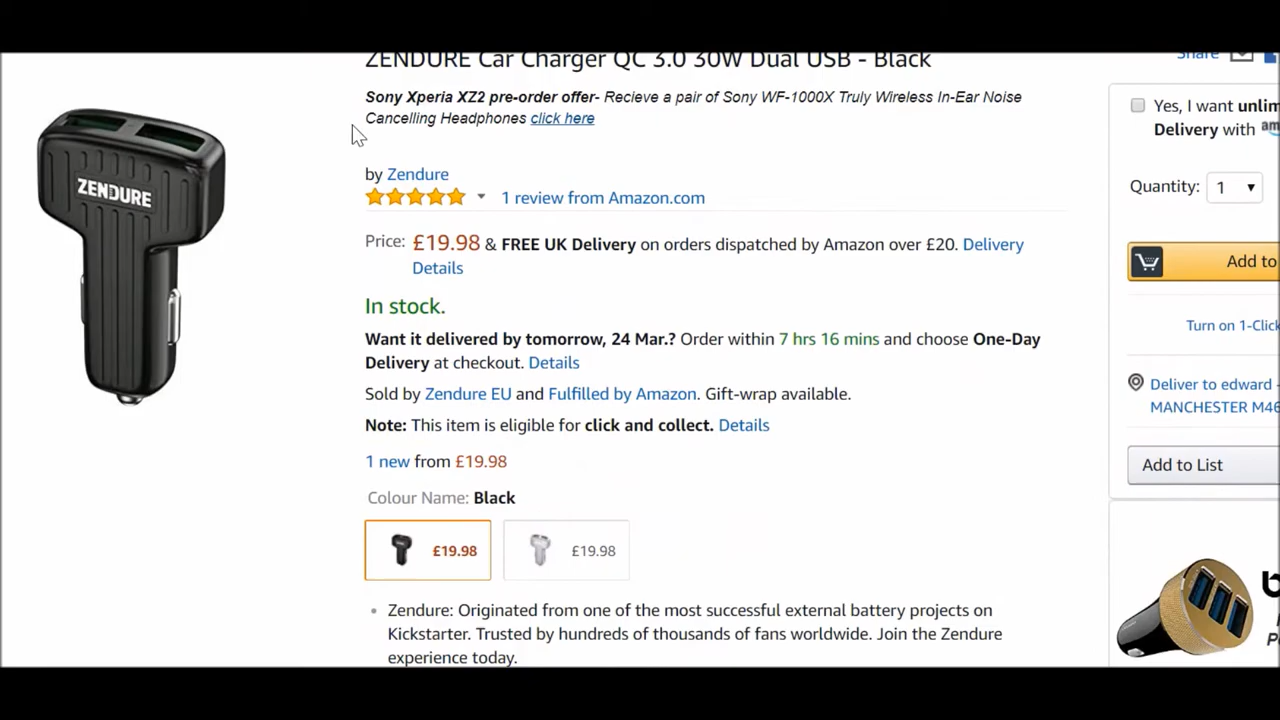 ZENDURE Car Charger QC 3.0 30W Dual USB - Black
Share
Sony Xperia XZ2 pre-order offer- Recieve a pair of Sony WF-1000X Truly Wireless In-Ear Noise
Cancelling Headphones click here
by Zendure
1 review from Amazon.com
Price: £19.98 & FREE UK Delivery on orders dispatched by Amazon over £20. Delivery
Details
In stock.
Want it delivered by tomorrow, 24 Mar.? Order within 7 hrs 16 mins and choose One-Day
Delivery at checkout. Details
Sold by Zendure EU and Fulfilled by Amazon. Gift-wrap available.
Note: This item is eligible for click and collect. Details
1 new from £19.98
Colour Name: Black
£19.98
£19.98
Zendure: Originated from one of the most successful external battery projects on
Kickstarter. Trusted by hundreds of thousands of fans worldwide. Join the Zendure
experience today.
ZENDURE
Yes, I want unlim
Delivery with
Quantity: 1
Add to
Turn on 1-Click
Deliver to edward -
MANCHESTER M46
Add to List